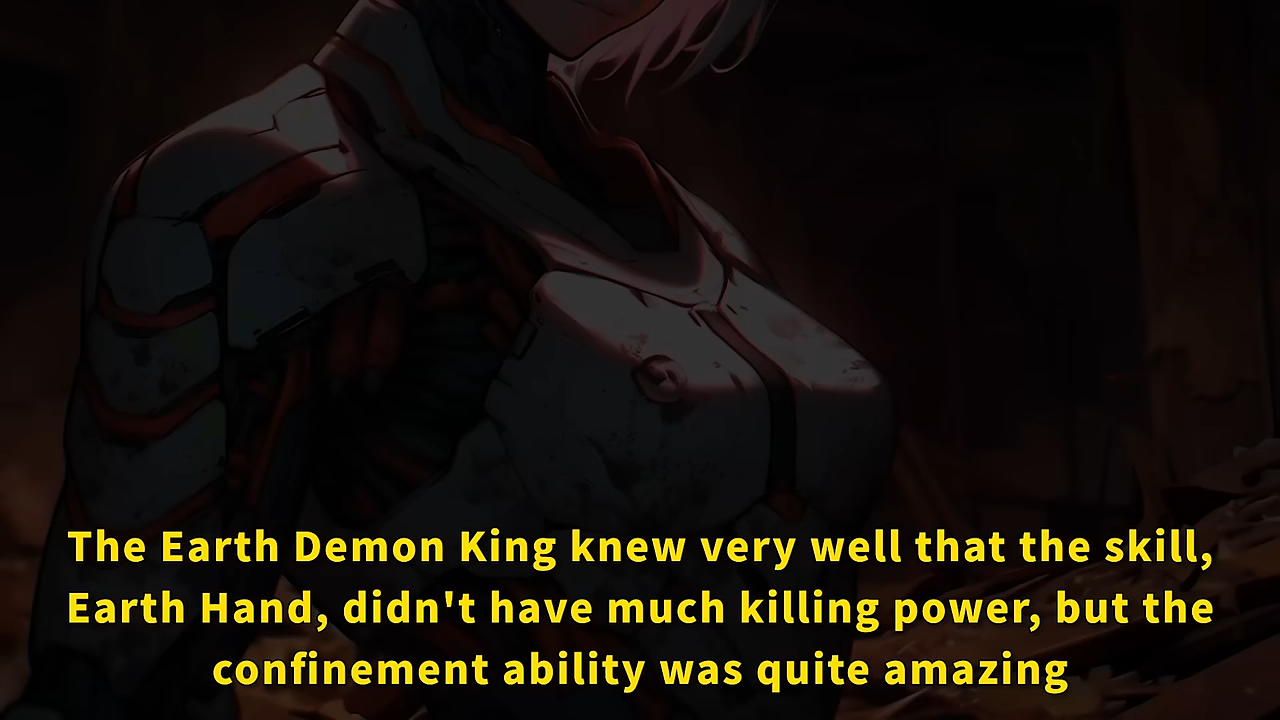 The Earth Demon King knew very well that the skill,
Earth Hand, didn't have much killing power, but the
confinement ability was quite amazing